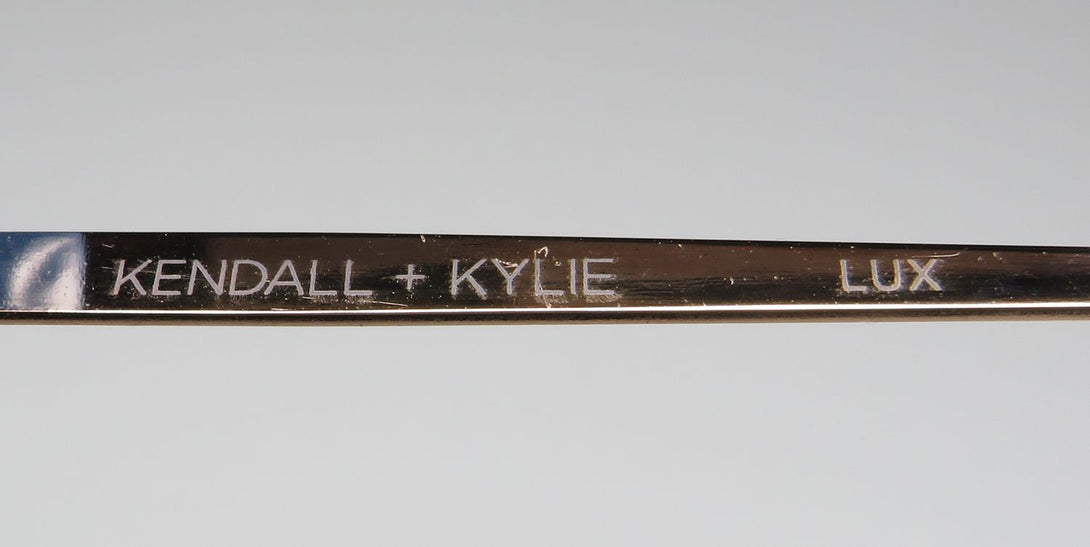 KENDALL + KYLIE LUX